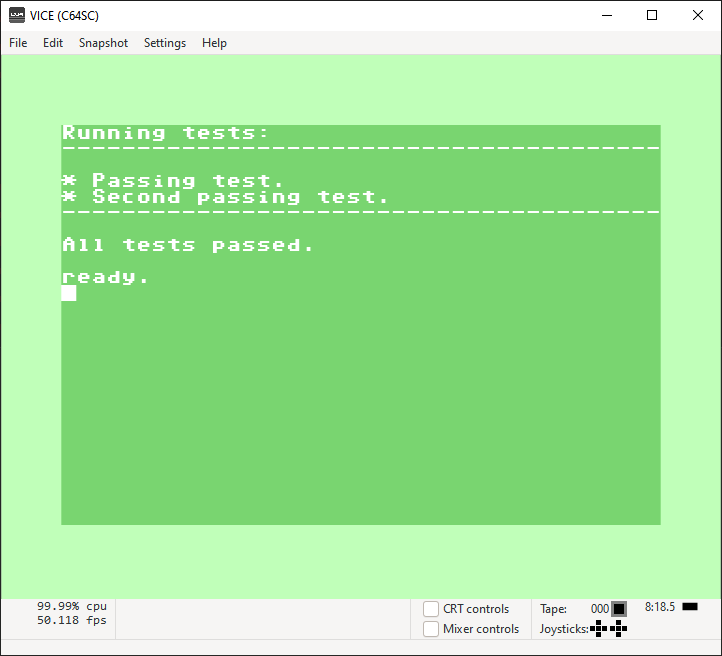 VICE (C64SC)
File Edit Snapshot Settings Help
Running tests:
----------------------------------------
* Passing test.
* Second passing test.
----------------------------------------
All tests passed.
ready.
99.99% cpu
50.118 fps
CRT controls
Mixer controls
Tape: 000
Joysticks:
8:18.5